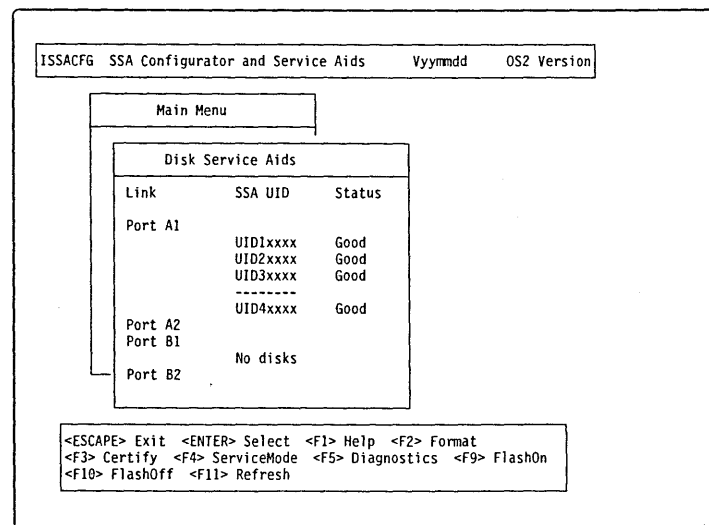 ISSACFG SSA Configurator and Service Aids Vyymmdd OS2 Version
Main Menu
Disk Service Aids
Link SSA UID Status
Port A1
UID1xxxx Good
UID2xxxx Good
UID3xxxx Good
--------
UID4xxxx Good
Port A2
Port B1
No disks
Port B2
<ESCAPE> Exit <ENTER> Select <F1> Help <F2> Format
<F3> Certify <F4> ServiceMode <F5> Diagnostics <F9> FlashOn
<F10> FlashOff <F11> Refresh